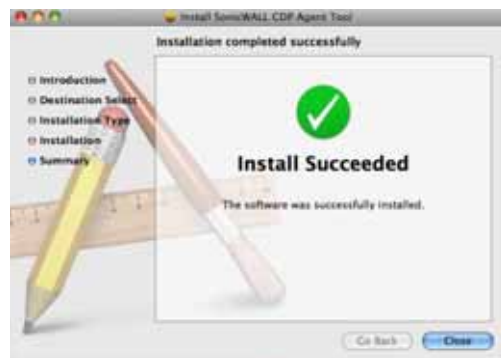 Install SonicWALL CDP Agent Tool
Installation completed successfully
Introduction
Destination Select
Installation Type
Installation
Summary
Install Succeeded
The software was successfully installed.
Go Back
Close